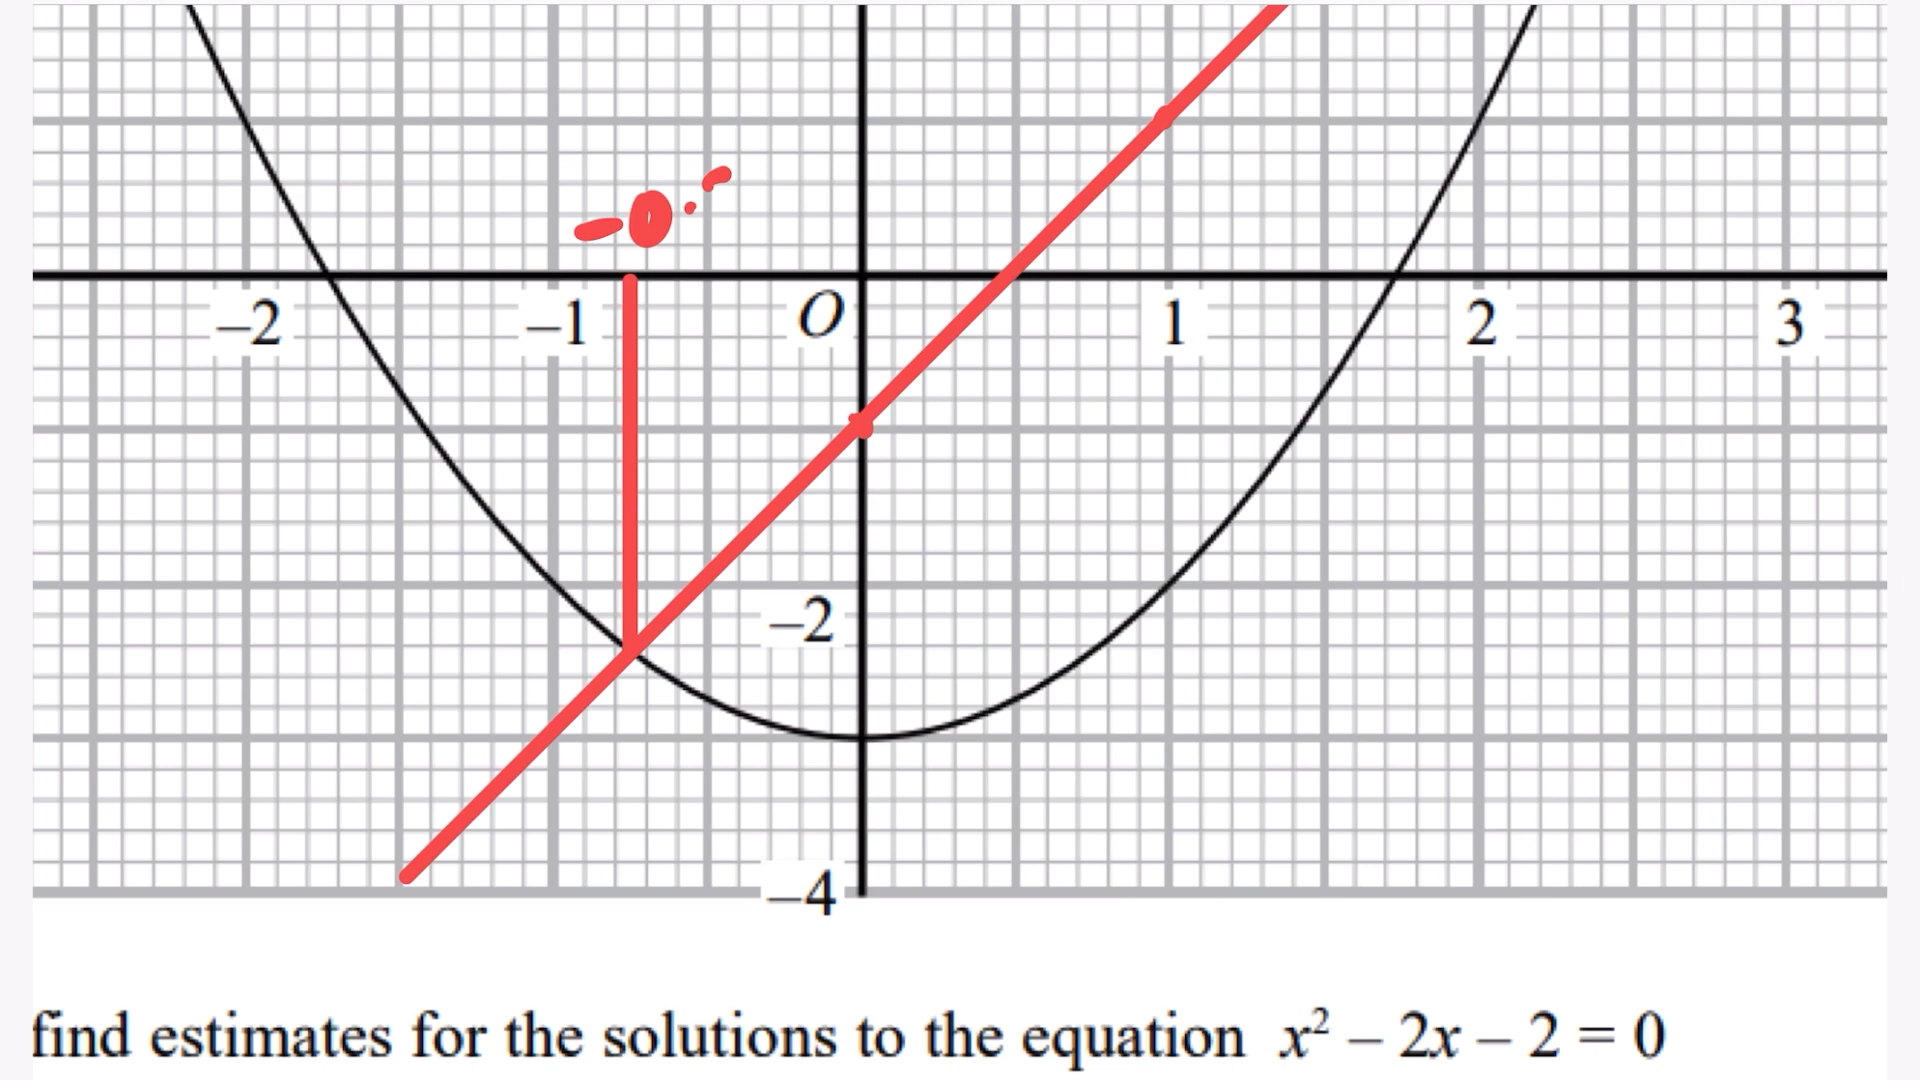 –2 –1 O 1 2 3
–2
–4
find estimates for the solutions to the equation x² – 2x – 2 = 0